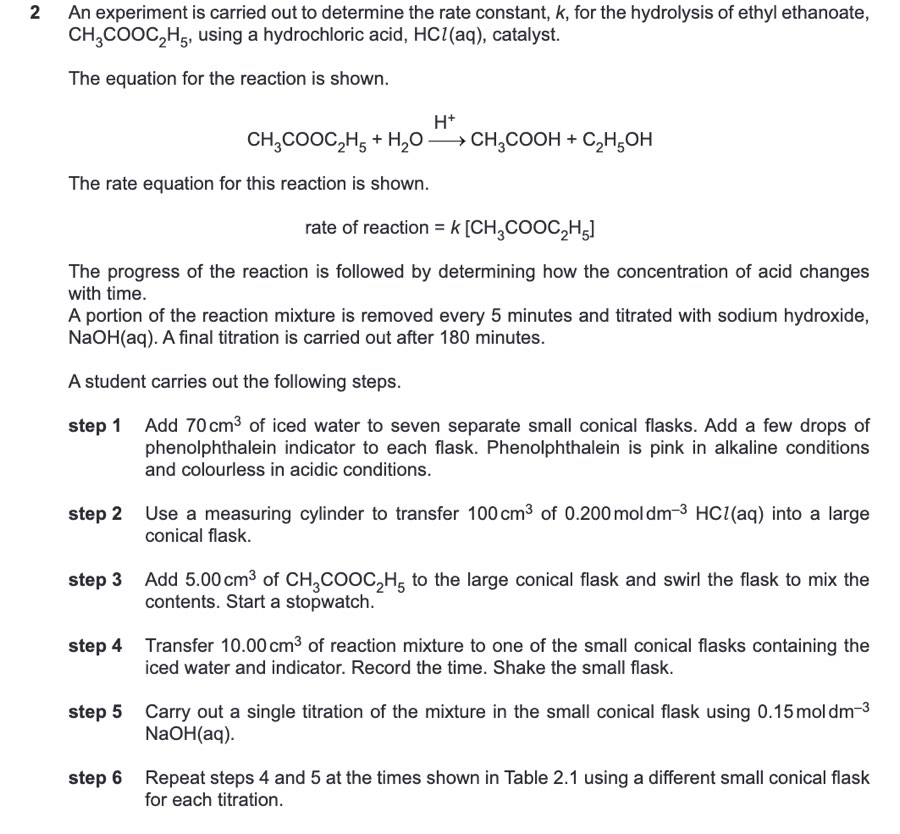 2 An experiment is carried out to determine the rate constant, k, for the hydrolysis of ethyl ethanoate,
CH₃COOC₂H₅, using a hydrochloric acid, HCl(aq), catalyst.
The equation for the reaction is shown.
H⁺
CH₃COOC₂H₅ + H₂O ⟶ CH₃COOH + C₂H₅OH
The rate equation for this reaction is shown.
rate of reaction = k [CH₃COOC₂H₅]
The progress of the reaction is followed by determining how the concentration of acid changes
with time.
A portion of the reaction mixture is removed every 5 minutes and titrated with sodium hydroxide,
NaOH(aq). A final titration is carried out after 180 minutes.
A student carries out the following steps.
step 1 Add 70 cm³ of iced water to seven separate small conical flasks. Add a few drops of
phenolphthalein indicator to each flask. Phenolphthalein is pink in alkaline conditions
and colourless in acidic conditions.
step 2 Use a measuring cylinder to transfer 100 cm³ of 0.200 mol dm⁻³ HCl(aq) into a large
conical flask.
step 3 Add 5.00 cm³ of CH₃COOC₂H₅ to the large conical flask and swirl the flask to mix the
contents. Start a stopwatch.
step 4 Transfer 10.00 cm³ of reaction mixture to one of the small conical flasks containing the
iced water and indicator. Record the time. Shake the small flask.
step 5 Carry out a single titration of the mixture in the small conical flask using 0.15 mol dm⁻³
NaOH(aq).
step 6 Repeat steps 4 and 5 at the times shown in Table 2.1 using a different small conical flask
for each titration.